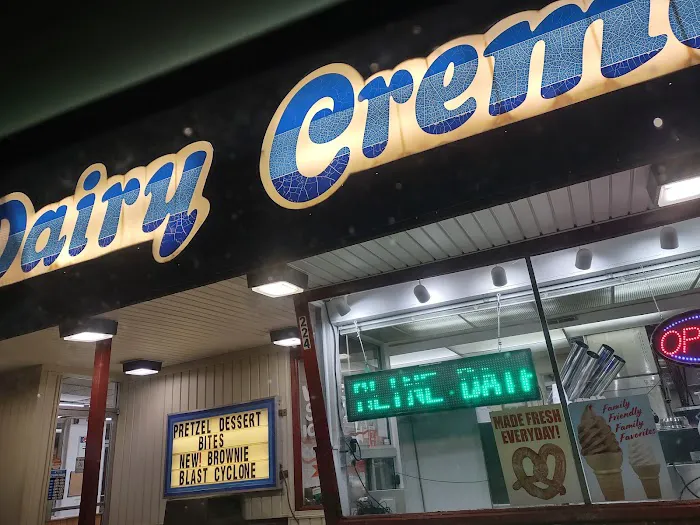 Dairy Creme
224
PRETZEL DESSERT
BITES
NEW! BROWNIE
BLAST CYCLONE
MADE FRESH
EVERYDAY!
Family
Friendly
Family
Favorites
OP